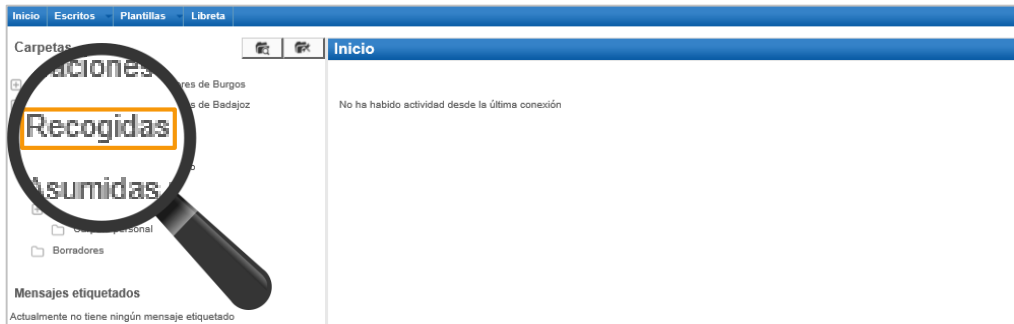 Inicio Escritos Plantillas Libreta
Carpetas
Inicio
aciones
res de Burgos
s de Badajoz
No ha habido actividad desde la última conexión
Recogidas
Asumidas
personal
Borradores
Mensajes etiquetados
Actualmente no tiene ningún mensaje etiquetado